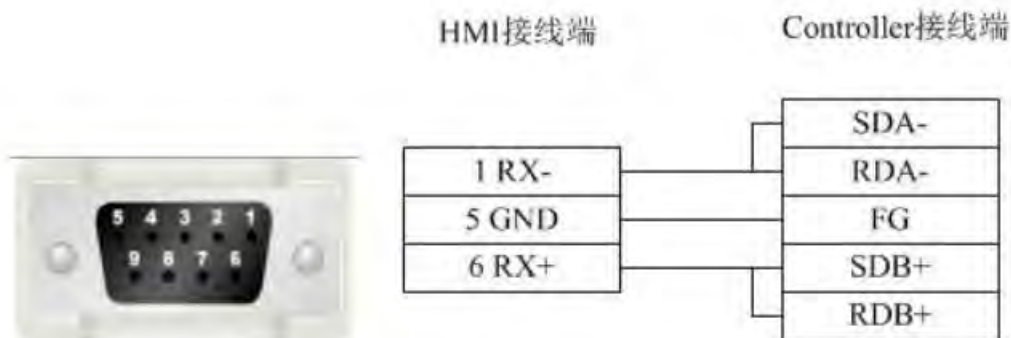 HMI接线端
Controller接线端
5 4 3 2 1
9 8 7 6
1 RX-
5 GND
6 RX+
SDA-
RDA-
FG
SDB+
RDB+